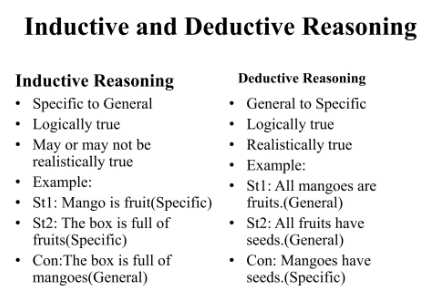 Inductive and Deductive Reasoning
Inductive Reasoning
• Specific to General
• Logically true
• May or may not be
realistically true
• Example:
• St1: Mango is fruit(Specific)
• St2: The box is full of
fruits(Specific)
• Con:The box is full of
mangoes(General)
Deductive Reasoning
• General to Specific
• Logically true
• Realistically true
• Example:
• St1: All mangoes are
fruits.(General)
• St2: All fruits have
seeds.(General)
• Con: Mangoes have
seeds.(Specific)